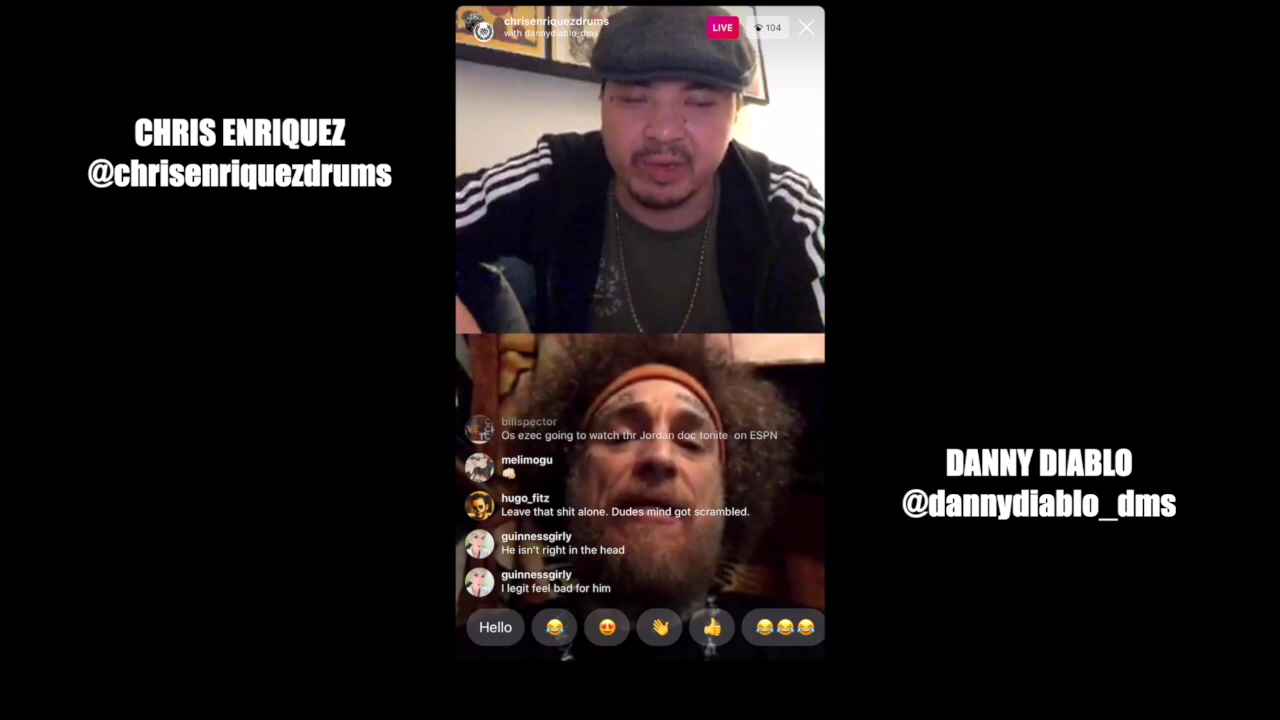 chrisenriquezdrums
with dannydiablo_dms
LIVE
104
CHRIS ENRIQUEZ
@chrisenriquezdrums
billspector
Os ezec going to watch thr Jordan doc tonite on ESPN
melimogu
👊🏻
hugo_fitz
Leave that shit alone. Dudes mind got scrambled.
DANNY DIABLO
@dannydiablo_dms
guinnessgirly
He isn't right in the head
guinnessgirly
I legit feel bad for him
Hello 😂 😍 👋 👍 😂😂😂